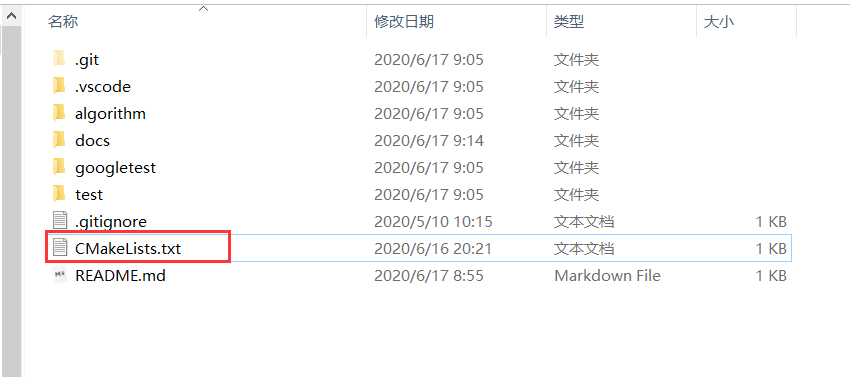 名称 修改日期 类型 大小
.git 2020/6/17 9:05 文件夹
.vscode 2020/6/17 9:05 文件夹
algorithm 2020/6/17 9:05 文件夹
docs 2020/6/17 9:14 文件夹
googletest 2020/6/17 9:05 文件夹
test 2020/6/17 9:05 文件夹
.gitignore 2020/5/10 10:15 文本文档 1 KB
CMakeLists.txt 2020/6/16 20:21 文本文档 1 KB
README.md 2020/6/17 8:55 Markdown File 1 KB